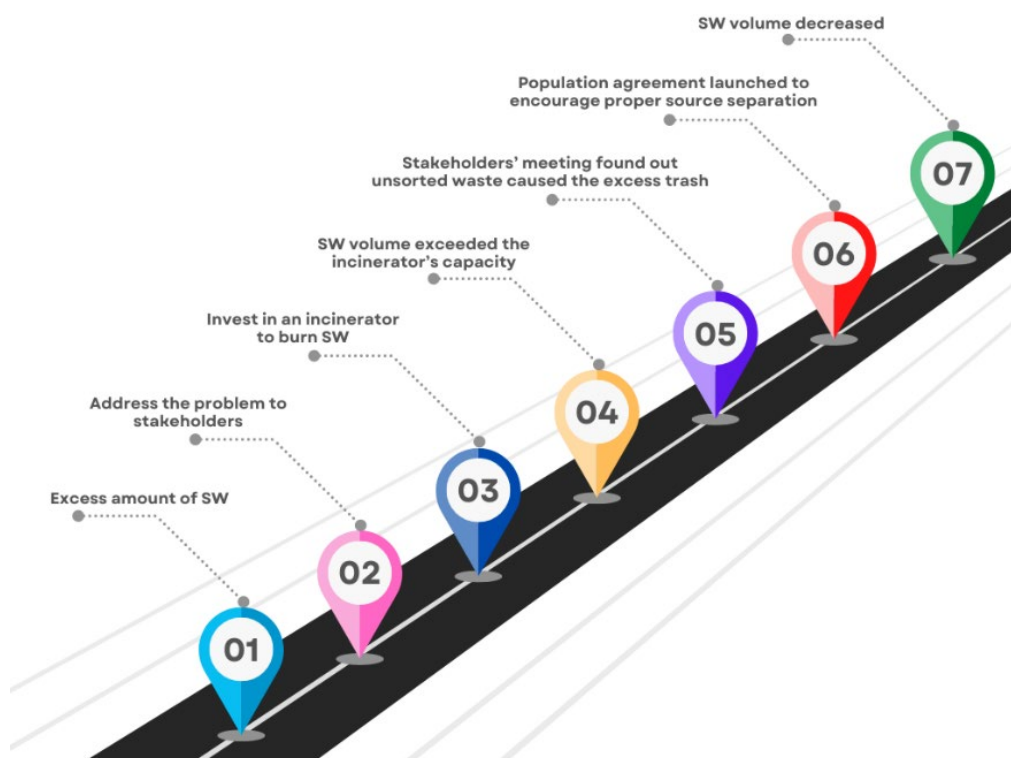 SW volume decreased
Population agreement launched to
encourage proper source separation
Stakeholders' meeting found out
unsorted waste caused the excess trash
SW volume exceeded the
incinerator's capacity
Invest in an incinerator
to burn SW
Address the problem to
stakeholders
Excess amount of SW
07
06
05
04
03
02
01